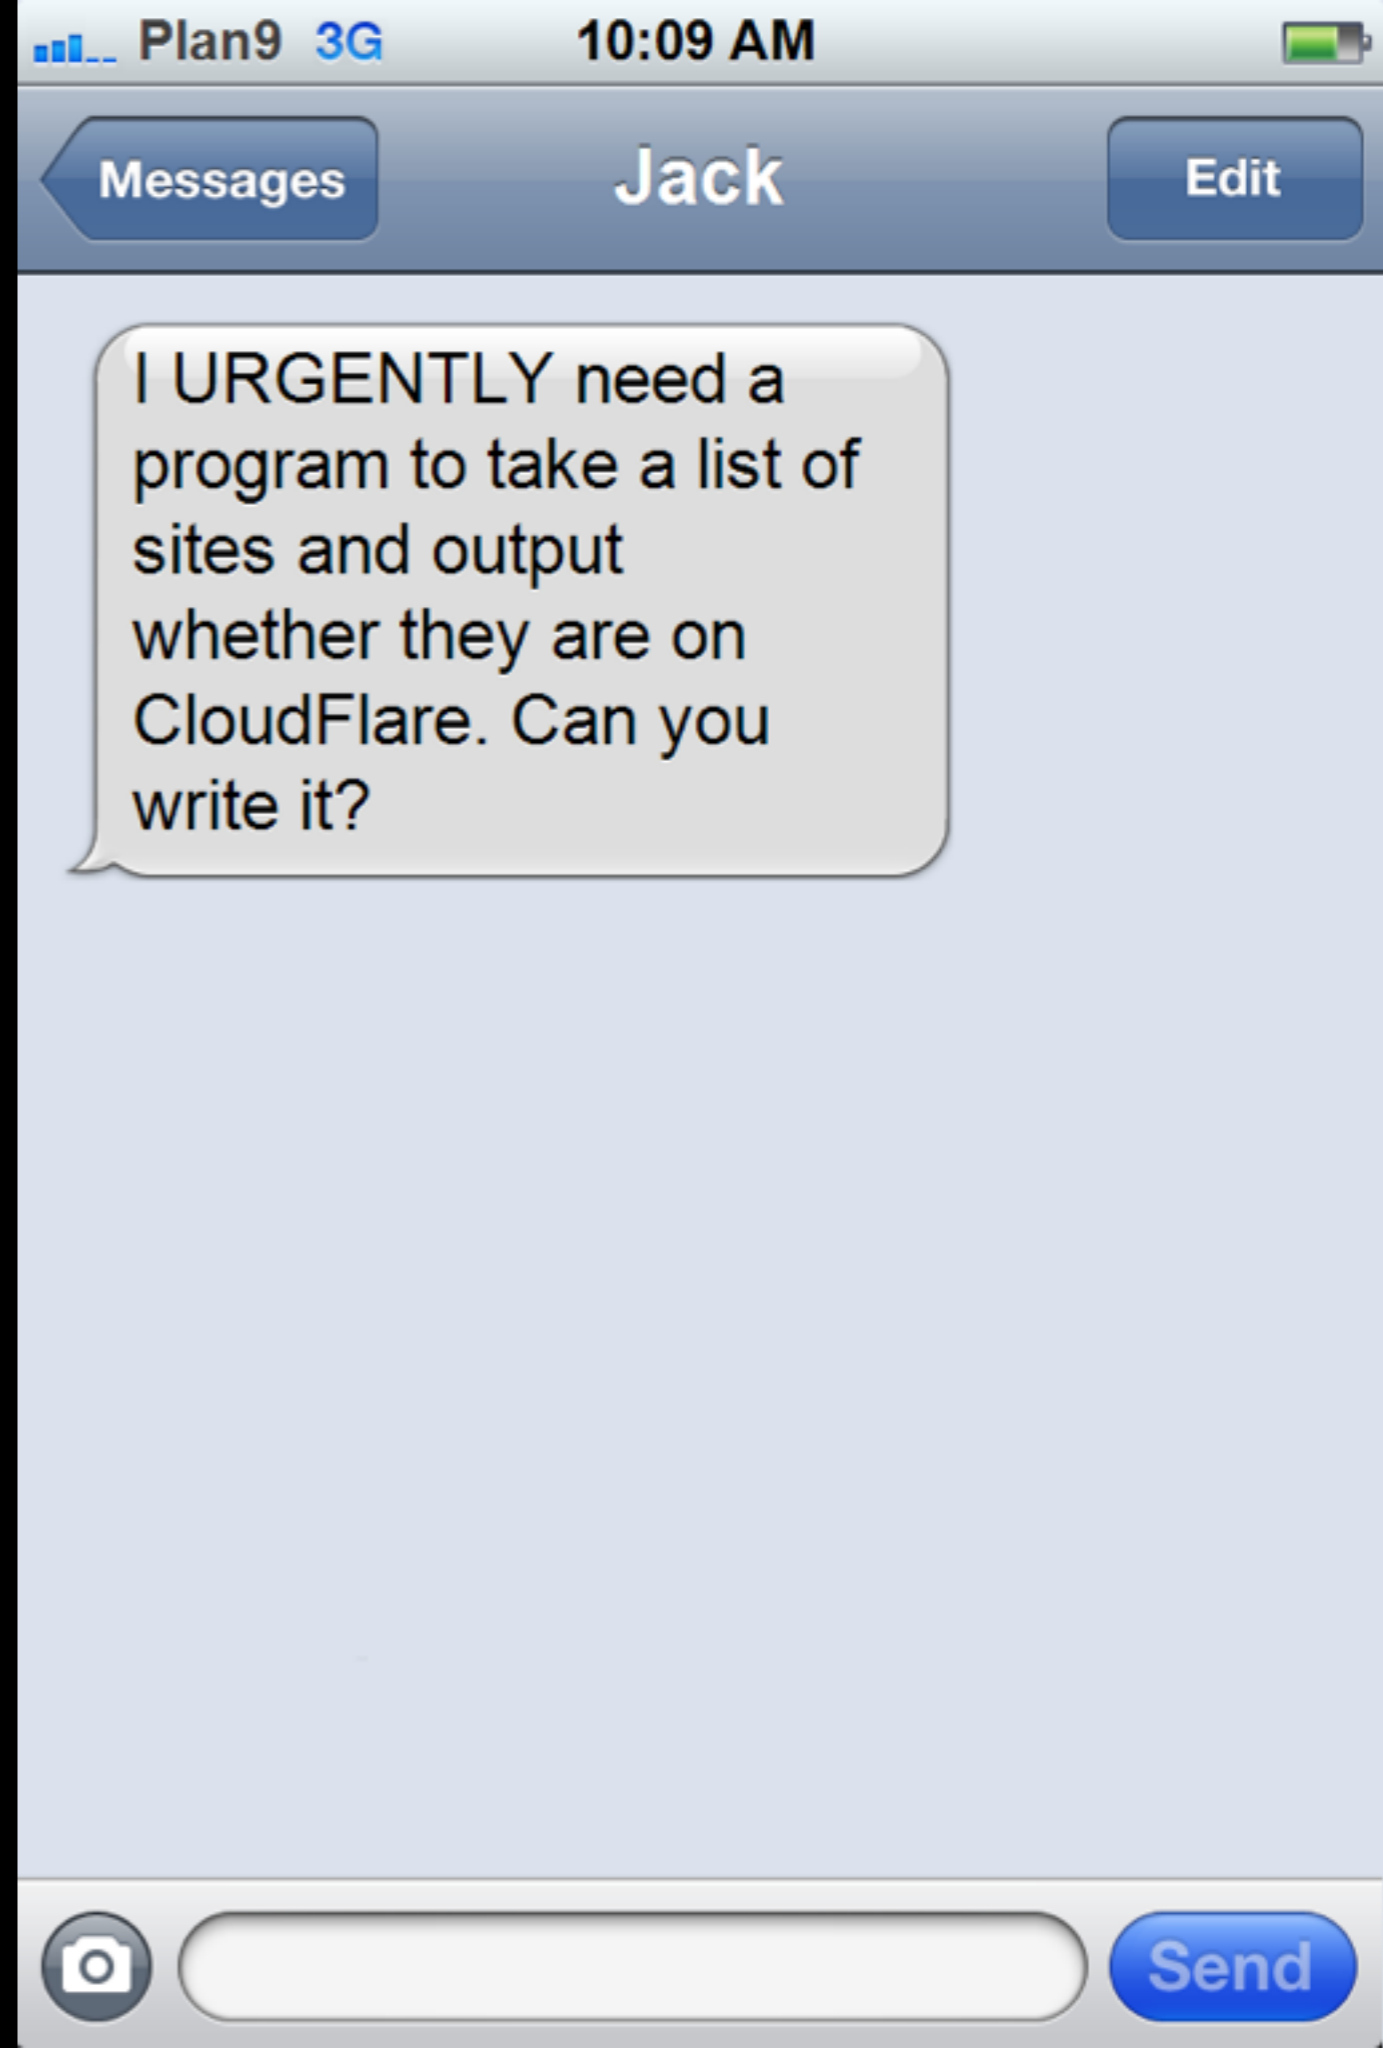 Plan9 3G 10:09 AM
Messages Jack Edit
I URGENTLY need a
program to take a list of
sites and output
whether they are on
CloudFlare. Can you
write it?
Send